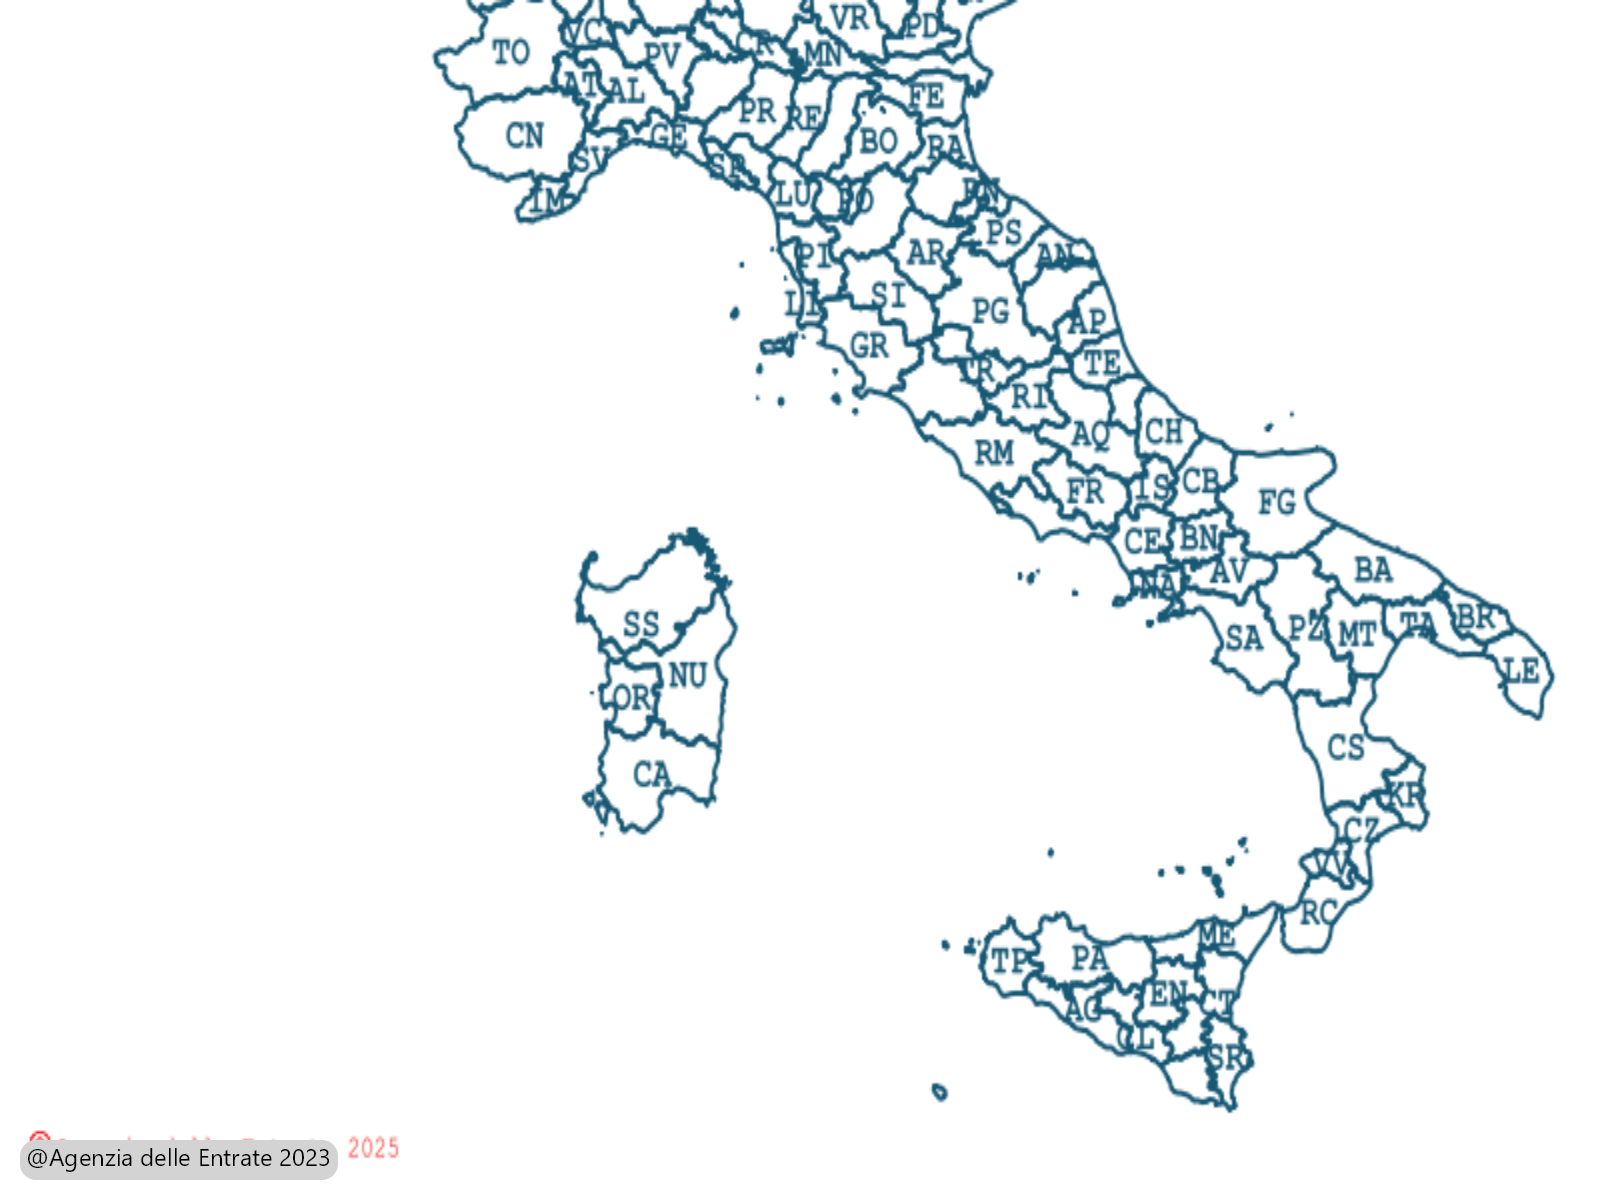 VR
PD
VC
TO
PV
CR
MN
AT
AL
FE
PR
RE
CN
GE
BO
RA
SV
SP
IM
LU
PO
RN
PS
PI
AR
AN
LI
SI
PG
AP
GR
TE
TR
RI
AQ
CH
RM
FR
IS
CB
FG
CE
BN
AV
BA
NA
SS
SA
PZ
MT
TA
BR
NU
LE
OR
CS
CA
KR
CZ
VV
RC
ME
TP
PA
EN
CT
AG
CL
SR
2025
@Agenzia delle Entrate 2023